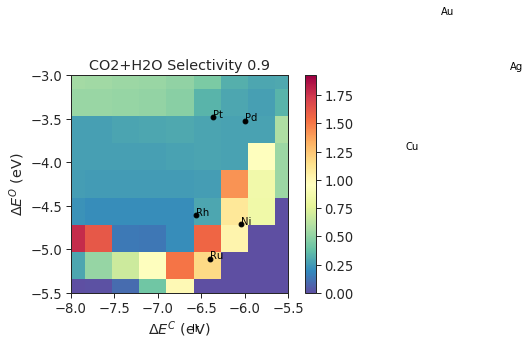 Au
CO2+H2O Selectivity 0.9
Ag
Pt
Pd
Cu
Rh
Ni
Ru
Ir
−3.0
−3.5
−4.0
−4.5
−5.0
−5.5
ΔE^O (eV)
−8.0 −7.5 −7.0 −6.5 −6.0 −5.5
ΔE^C (eV)
1.75
1.50
1.25
1.00
0.75
0.50
0.25
0.00